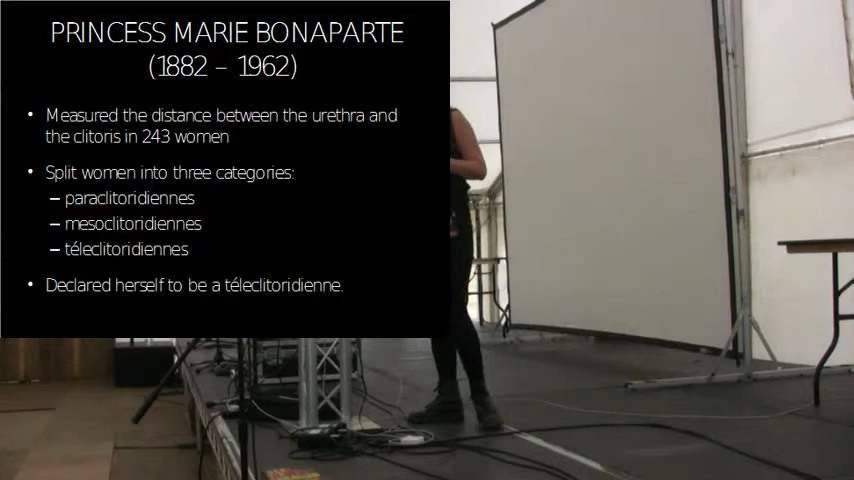 PRINCESS MARIE BONAPARTE
(1882 – 1962)
• Measured the distance between the urethra and
the clitoris in 243 women
• Split women into three categories:
– paraclitoridiennes
– mesoclitoridiennes
– téleclitoridiennes
• Declared herself to be a téleclitoridienne.